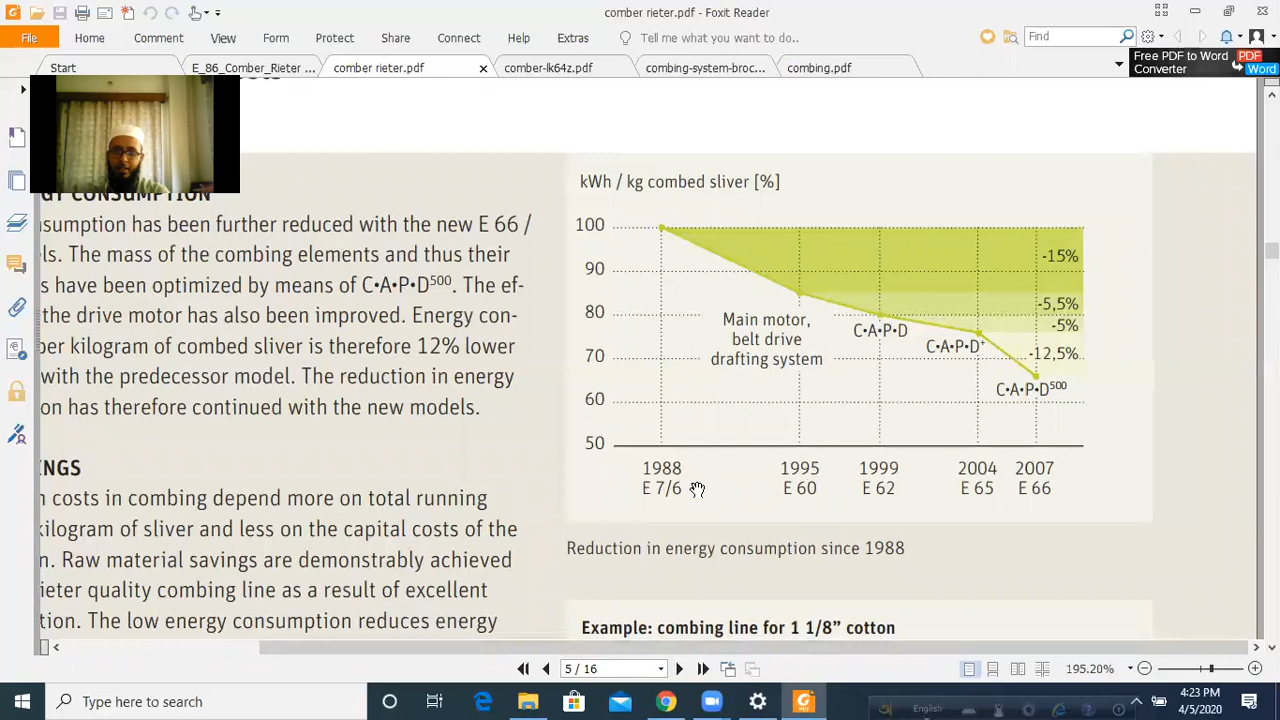 comber rieter.pdf - Foxit Reader
File Home Comment View Form Protect Share Connect Help Extras Tell me what you want to do.. Find
Start E_86_Comber_Rieter ... comber rieter.pdf comber-lk64z.pdf combing-system-broc... combing.pdf
Free PDF to Word
Converter
PDF
Word
GY CONSUMPTION
nsumption has been further reduced with the new E 66 /
ls. The mass of the combing elements and thus their
s have been optimized by means of C•A•P•D500. The ef-
the drive motor has also been improved. Energy con-
per kilogram of combed sliver is therefore 12% lower
with the predecessor model. The reduction in energy
on has therefore continued with the new models.
NGS
n costs in combing depend more on total running
kilogram of sliver and less on the capital costs of the
n. Raw material savings are demonstrably achieved
ieter quality combing line as a result of excellent
tion. The low energy consumption reduces energy
kWh / kg combed sliver [%]
100
90
80
70
60
50
-15%
-5,5%
-5%
-12,5%
Main motor,
belt drive
drafting system
C•A•P•D
C•A•P•D+
C•A•P•D500
1988 1995 1999 2004 2007
E 7/6 E 60 E 62 E 65 E 66
Reduction in energy consumption since 1988
Example: combing line for 1 1/8” cotton
5 / 16
195.20%
Type here to search
English
4:23 PM
4/5/2020